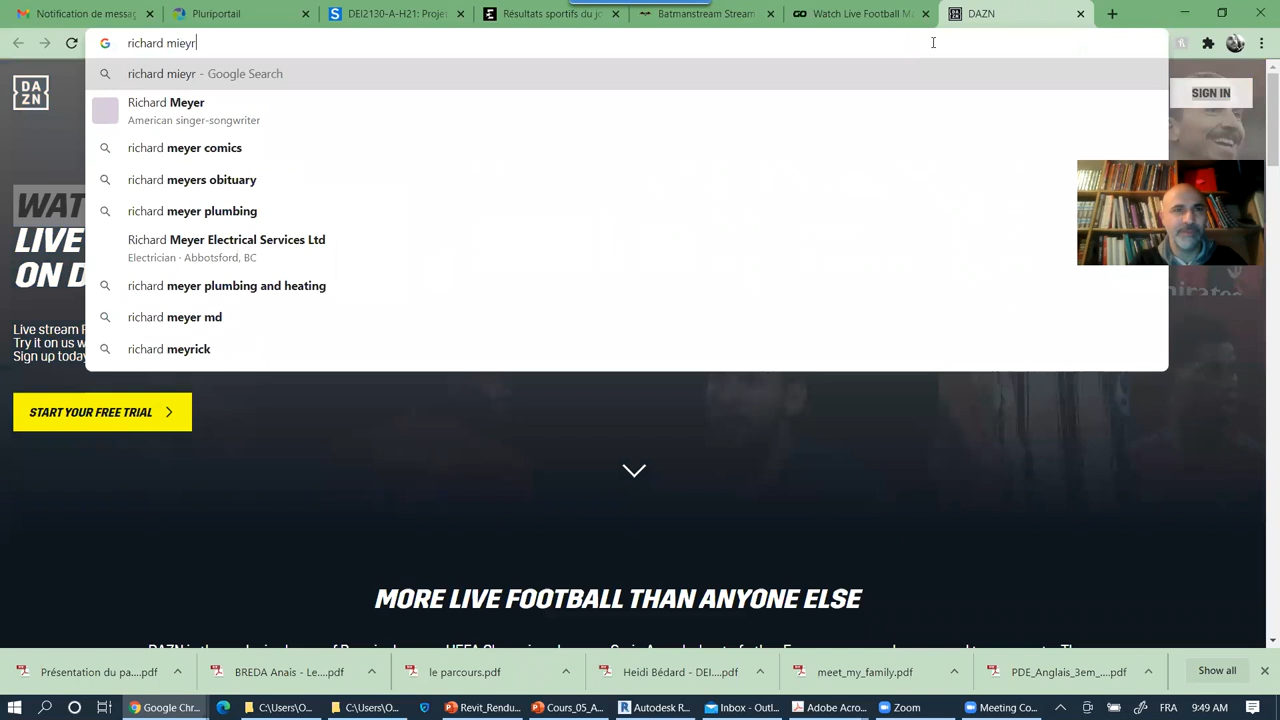 Notification de messag
Pluriportail
DEI2130-A-H21: Proje
Résultats sportifs du jo
Batmanstream Stream
Watch Live Football Ma
DAZN
richard mieyr
richard mieyr - Google Search
Richard Meyer
American singer-songwriter
richard meyer comics
richard meyers obituary
richard meyer plumbing
Richard Meyer Electrical Services Ltd
Electrician · Abbotsford, BC
richard meyer plumbing and heating
richard meyer md
richard meyrick
DA
ZN
SIGN IN
WAT
LIVE
ON D
Live stream
Try it on us w
Sign up today
START YOUR FREE TRIAL
MORE LIVE FOOTBALL THAN ANYONE ELSE
Présentation du pa....pdf
BREDA Anais - Le....pdf
le parcours.pdf
Heidi Bédard - DEI....pdf
meet_my_family.pdf
PDE_Anglais_3em_....pdf
Show all
Google Chr...
C:\Users\O...
C:\Users\O...
Revit_Rendu...
Cours_05_A...
Autodesk R...
Inbox - Outl...
Adobe Acro...
Zoom
Meeting Co...
FRA
9:49 AM